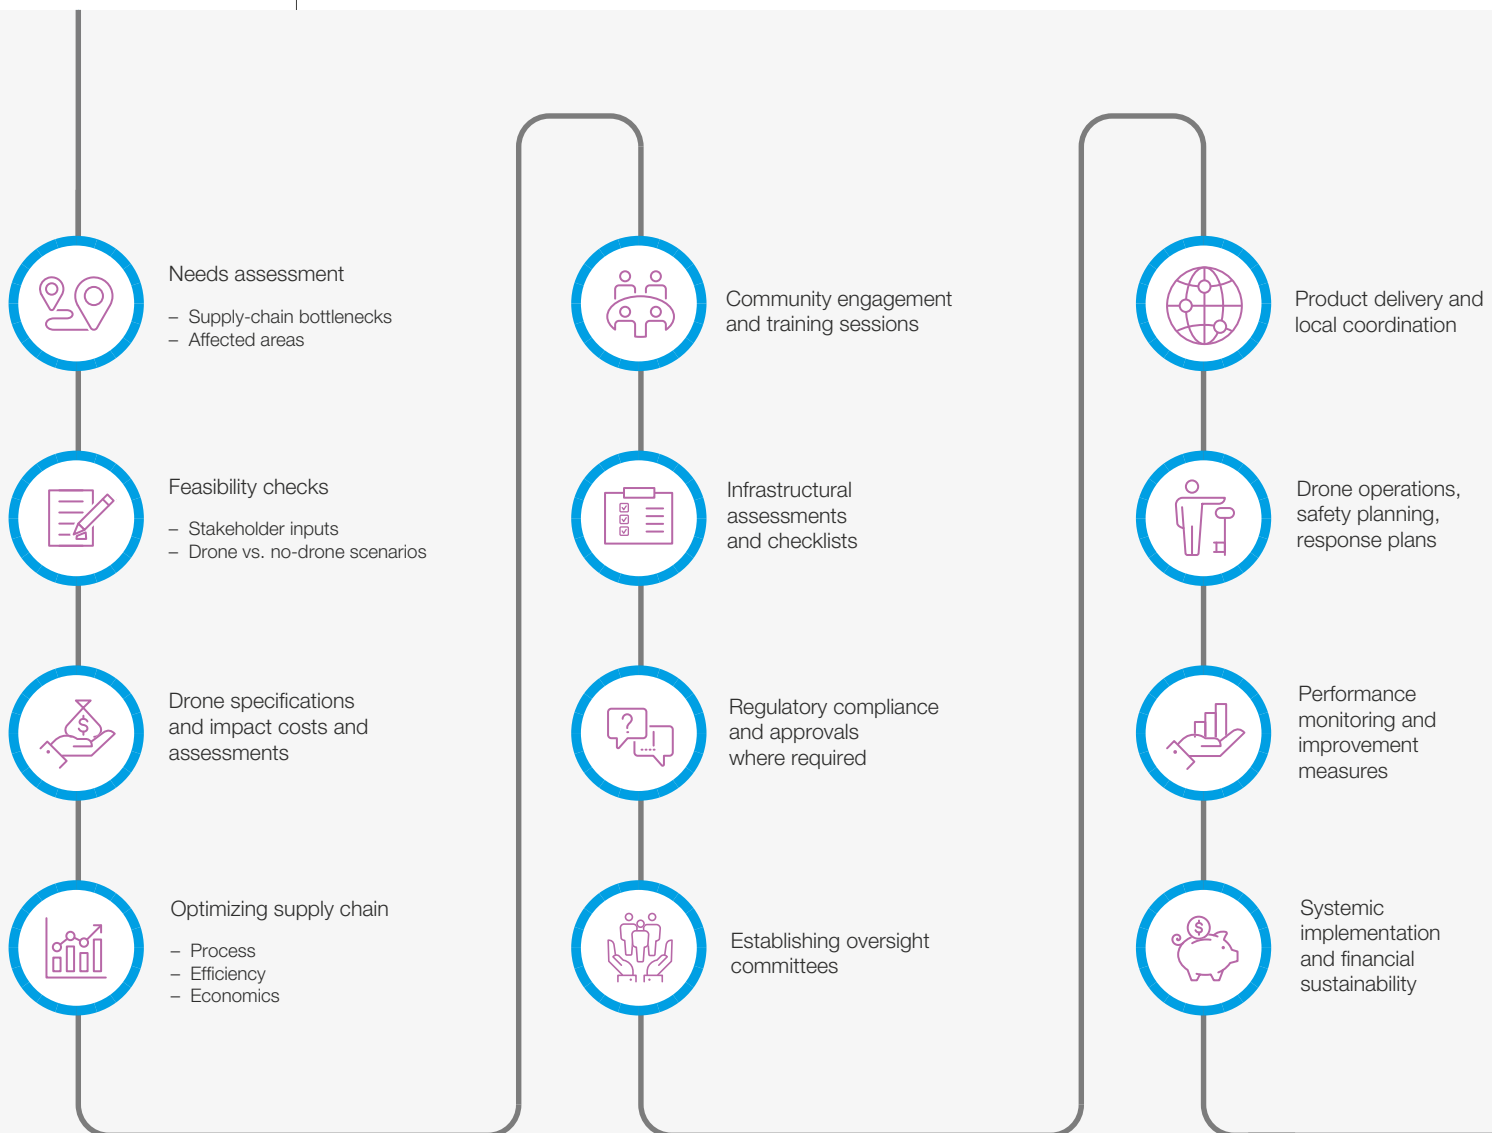 Needs assessment
– Supply-chain bottlenecks
– Affected areas
Feasibility checks
– Stakeholder inputs
– Drone vs. no-drone scenarios
Drone specifications
and impact costs and
assessments
Optimizing supply chain
– Process
– Efficiency
– Economics
Community engagement
and training sessions
Infrastructural
assessments
and checklists
Regulatory compliance
and approvals
where required
Establishing oversight
committees
Product delivery and
local coordination
Drone operations,
safety planning,
response plans
Performance
monitoring and
improvement
measures
Systemic
implementation
and financial
sustainability